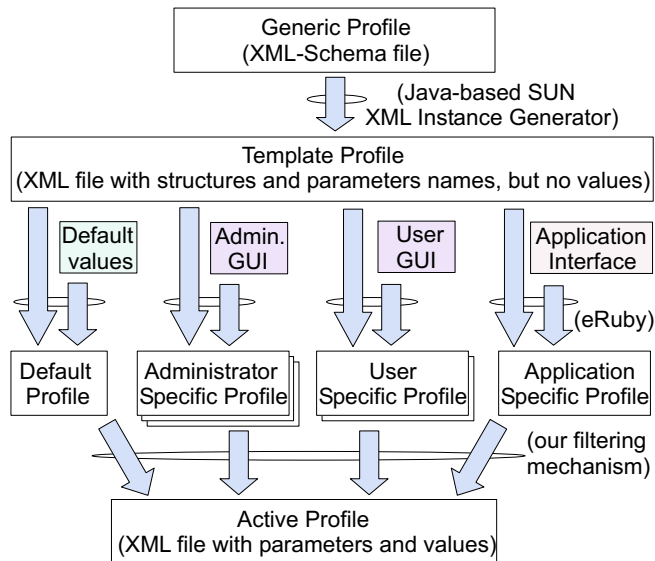 Generic Profile
(XML-Schema file)
(Java-based SUN
XML Instance Generator)
Template Profile
(XML file with structures and parameters names, but no values)
Default
values
Admin.
GUI
User
GUI
Application
Interface
(eRuby)
Default
Profile
Administrator
Specific Profile
User
Specific Profile
Application
Specific Profile
(our filtering
mechanism)
Active Profile
(XML file with parameters and values)